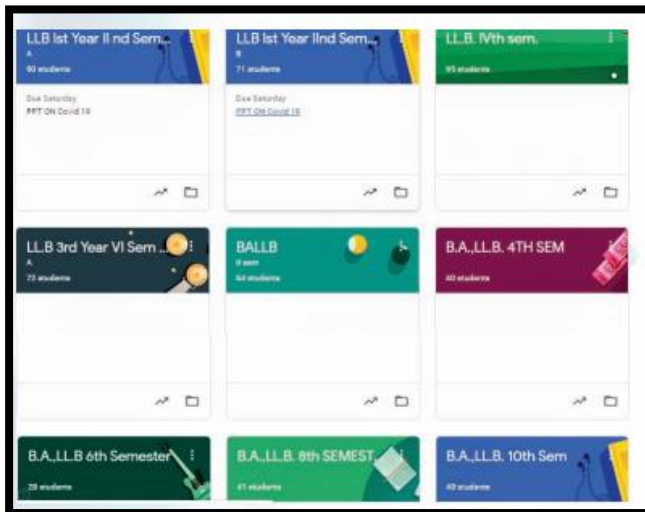 LLB Ist Year II nd Sem...
A
90 students
Due Saturday
PPT ON Covid 19
LLB Ist Year IInd Sem...
B
71 students
Due Saturday
PPT ON Covid 19
LL.B. IVth sem.
95 students
LL.B 3rd Year VI Sem ...
A
72 students
BALLB
II sem
64 students
B.A.,LL.B. 4TH SEM
40 students
B.A.,LL.B 6th Semester
28 students
B.A.,LL.B. 8th SEMEST...
41 students
B.A.,LL.B. 10th Sem
40 students